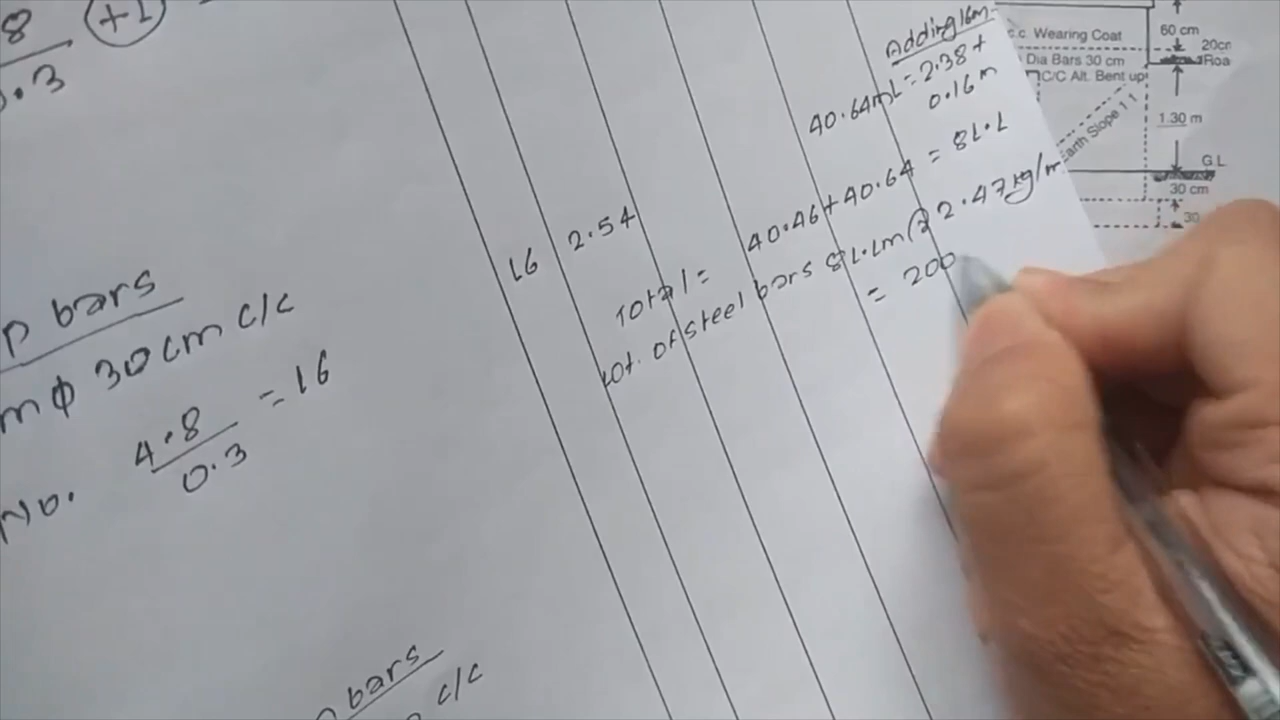 8
(+1)
0.3
p bars
mϕ 30cm c/c
No. 4.8
0.3
= 16
16 2.54
Adding 16m
40.64mL = 2.38 +
0.16m
Total = 40.46 + 40.64 = 81.1
tot. of steel bars 81.1m @ 2.47 kg/m
= 200
bars
c/c
c.c. Wearing Coat
Dia Bars 30 cm
C/C Alt. Bent up
Earth Slope 1:1
60 cm
20cm
Roa
1.30 m
G L
30 cm
30